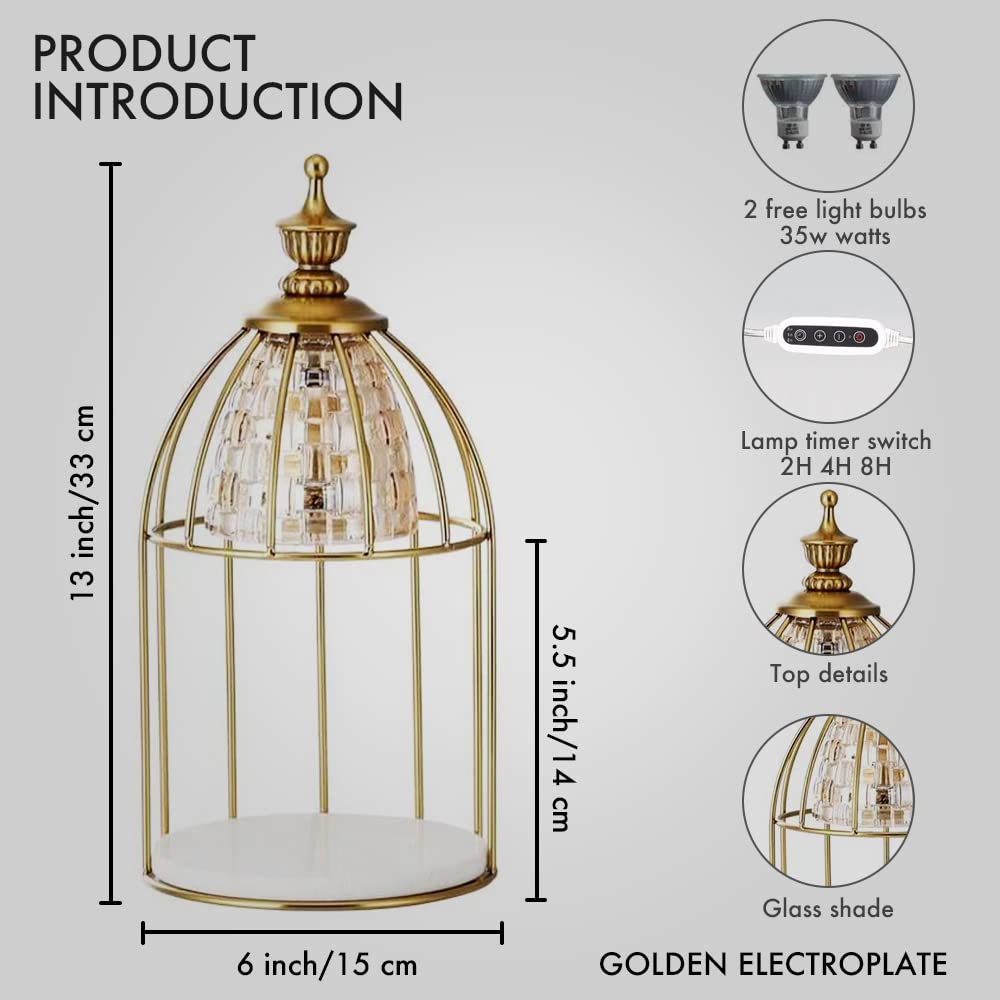 PRODUCT
INTRODUCTION
2 free light bulbs
35w watts
Lamp timer switch
2H 4H 8H
13 inch/33 cm
5.5 inch/14 cm
Top details
Glass shade
6 inch/15 cm
GOLDEN ELECTROPLATE